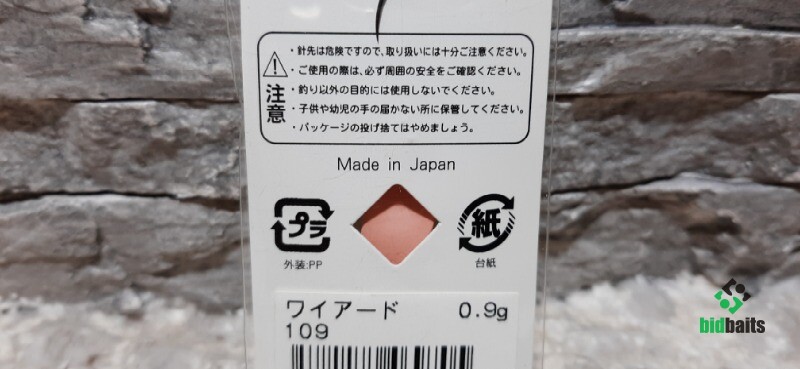 ・針先は危険ですので、取り扱いには十分ご注意ください。
・ご使用の際は、必ず周囲の安全をご確認ください。
・釣り以外の目的には使用しないでください。
・子供や幼児の手の届かない所に保管してください。
・パッケージの投げ捨てはやめましょう。
注意
Made in Japan
プラ
紙
外装:PP
台紙
ワイアード 0.9g
109
bidbaits